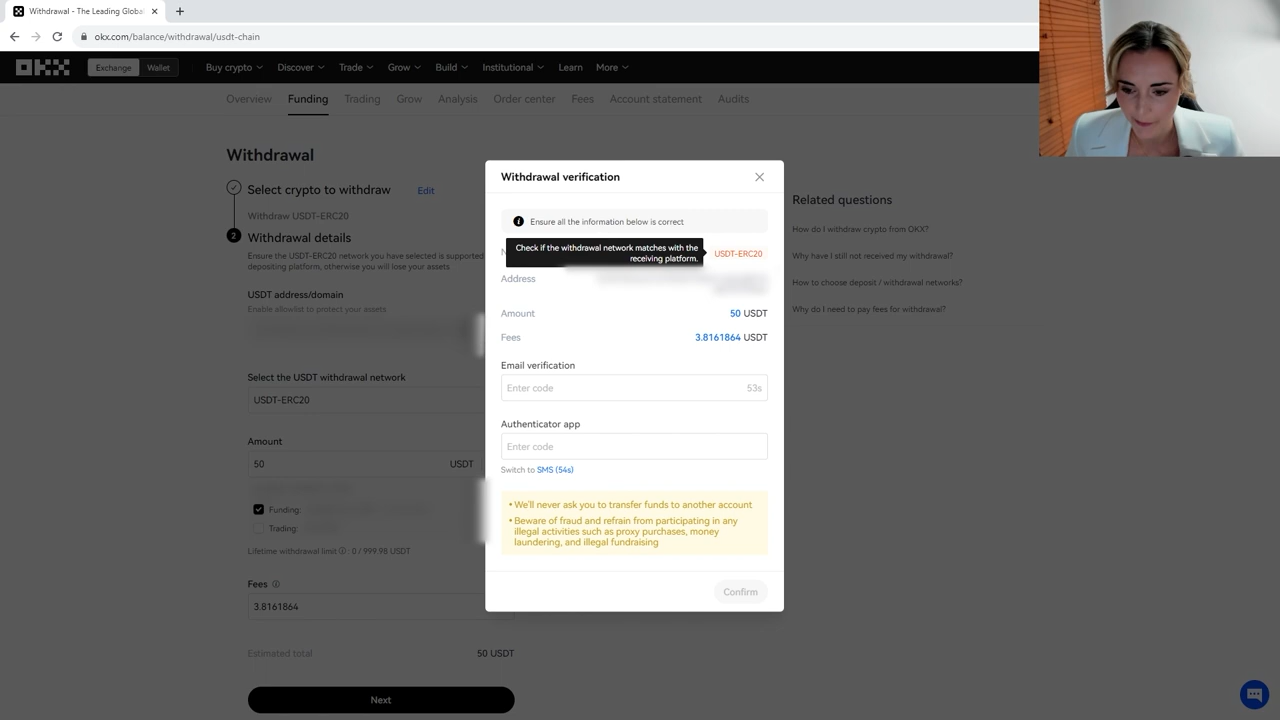 Withdrawal - The Leading Global
okx.com/balance/withdrawal/usdt-chain
OKX
Exchange Wallet Buy crypto Discover Trade Grow Build Institutional Learn More
Overview Funding Trading Grow Analysis Order center Fees Account statement Audits
Withdrawal
Select crypto to withdraw Edit
Withdraw USDT-ERC20
2 Withdrawal details
Ensure the USDT-ERC20 network you have selected is supported
depositing platform, otherwise you will lose your assets
USDT address/domain
Enable allowlist to protect your assets
Select the USDT withdrawal network
USDT-ERC20
Amount
50 USDT
Funding:
Trading:
Lifetime withdrawal limit : 0 / 999.98 USDT
Fees
3.8161864
Estimated total 50 USDT
Next
Withdrawal verification
Ensure all the information below is correct
Check if the withdrawal network matches with the
receiving platform.
USDT-ERC20
Address
Amount 50 USDT
Fees 3.8161864 USDT
Email verification
Enter code 53s
Authenticator app
Enter code
Switch to SMS (54s)
• We'll never ask you to transfer funds to another account
• Beware of fraud and refrain from participating in any
illegal activities such as proxy purchases, money
laundering, and illegal fundraising
Confirm
Related questions
How do I withdraw crypto from OKX?
Why have I still not received my withdrawal?
How to choose deposit / withdrawal networks?
Why do I need to pay fees for withdrawal?